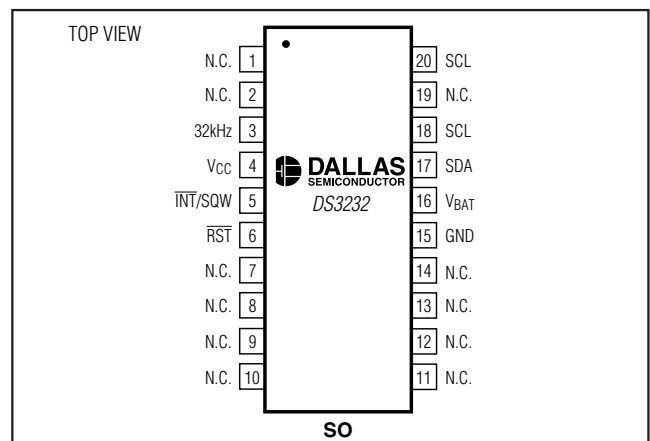 TOP VIEW
N.C. 1
N.C. 2
32kHz 3
VCC 4
INT/SQW 5
RST 6
N.C. 7
N.C. 8
N.C. 9
N.C. 10
DALLAS
SEMICONDUCTOR
DS3232
20 SCL
19 N.C.
18 SCL
17 SDA
16 VBAT
15 GND
14 N.C.
13 N.C.
12 N.C.
11 N.C.
SO